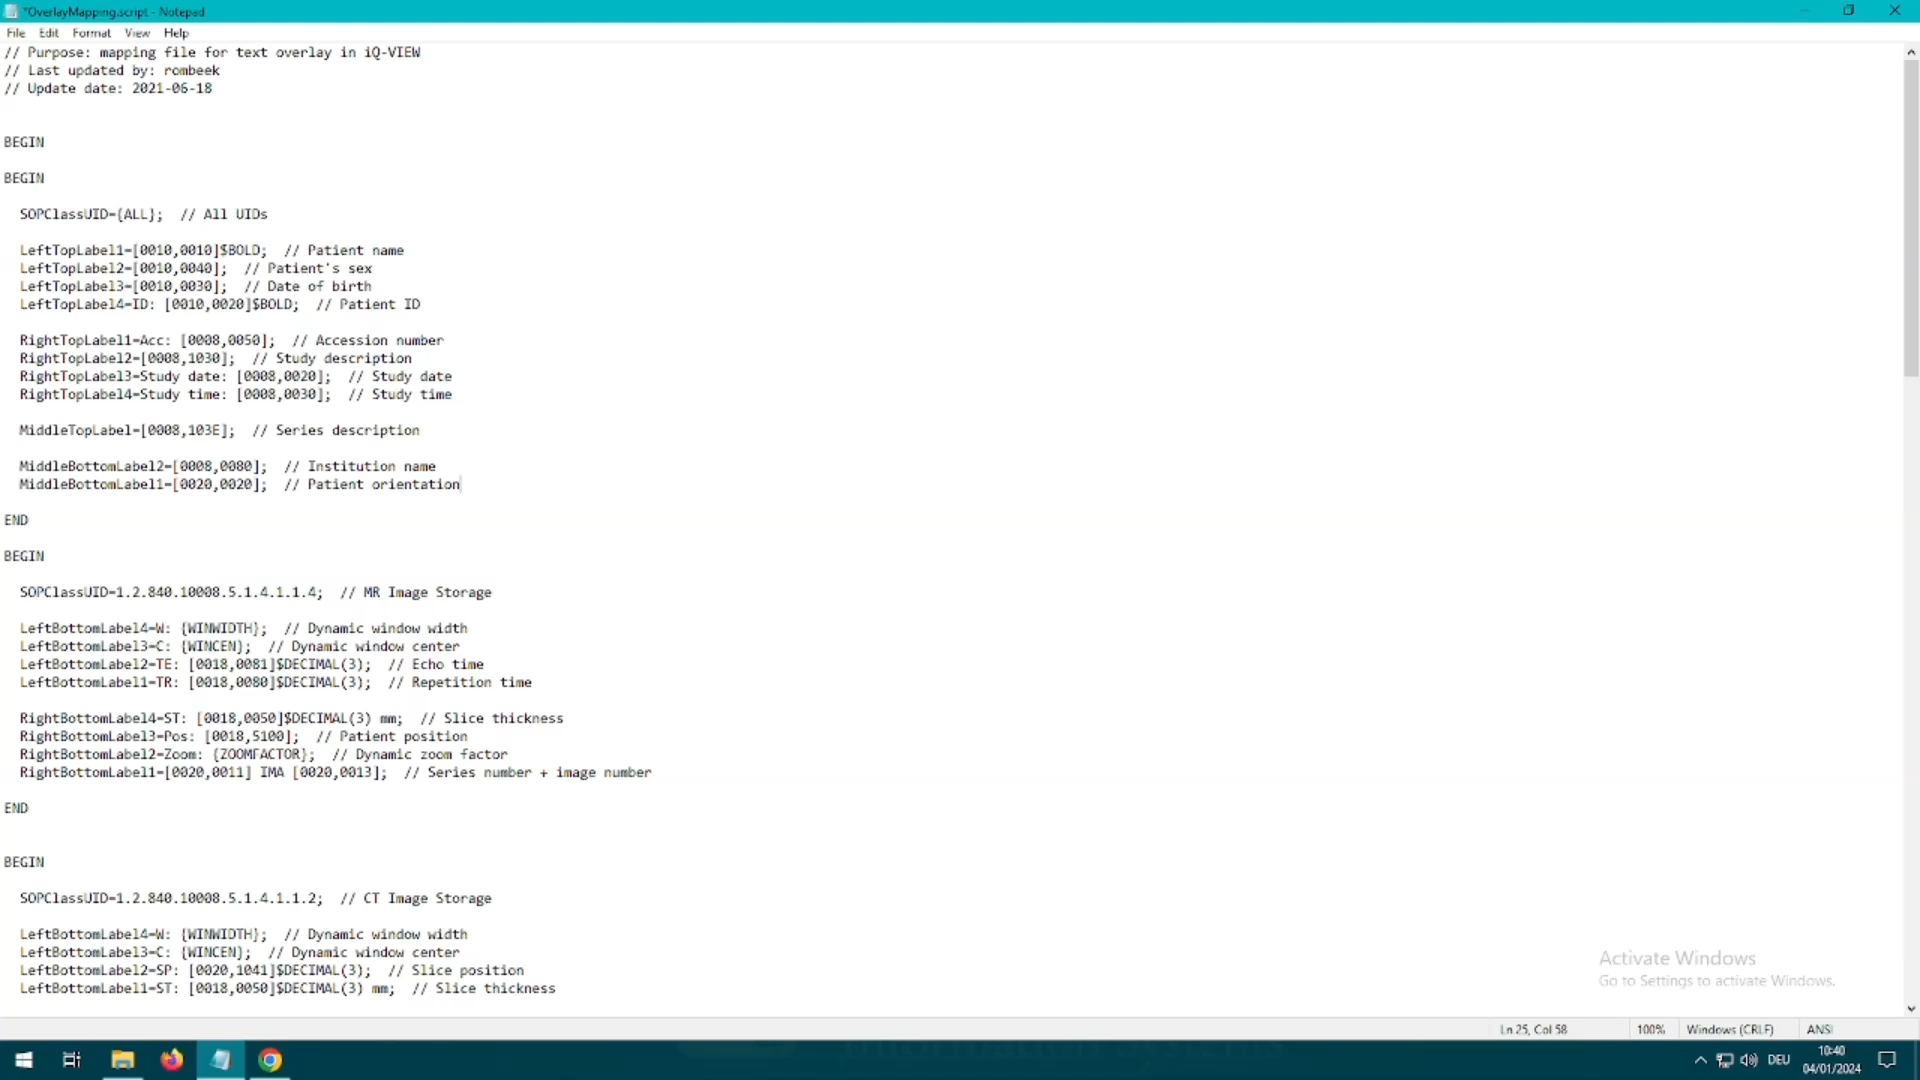 *OverlayMapping.script - Notepad
File Edit Format View Help
// Purpose: mapping file for text overlay in iQ-VIEW
// Last updated by: rombeek
// Update date: 2021-06-18
BEGIN
BEGIN
SOPClassUID={ALL}; // All UIDs
LeftTopLabel1=[0010,0010]$BOLD; // Patient name
LeftTopLabel2=[0010,0040]; // Patient's sex
LeftTopLabel3=[0010,0030]; // Date of birth
LeftTopLabel4=ID: [0010,0020]$BOLD; // Patient ID
RightTopLabel1=Acc: [0008,0050]; // Accession number
RightTopLabel2=[0008,1030]; // Study description
RightTopLabel3=Study date: [0008,0020]; // Study date
RightTopLabel4=Study time: [0008,0030]; // Study time
MiddleTopLabel=[0008,103E]; // Series description
MiddleBottomLabel2=[0008,0080]; // Institution name
MiddleBottomLabel1=[0020,0020]; // Patient orientation
END
BEGIN
SOPClassUID=1.2.840.10008.5.1.4.1.1.4; // MR Image Storage
LeftBottomLabel4=W: {WINWIDTH}; // Dynamic window width
LeftBottomLabel3=C: {WINCEN}; // Dynamic window center
LeftBottomLabel2=TE: [0018,0081]$DECIMAL(3); // Echo time
LeftBottomLabel1=TR: [0018,0080]$DECIMAL(3); // Repetition time
RightBottomLabel4=ST: [0018,0050]$DECIMAL(3) mm; // Slice thickness
RightBottomLabel3=Pos: [0018,5100]; // Patient position
RightBottomLabel2=Zoom: {ZOOMFACTOR}; // Dynamic zoom factor
RightBottomLabel1=[0020,0011] IMA [0020,0013]; // Series number + image number
END
BEGIN
SOPClassUID=1.2.840.10008.5.1.4.1.1.2; // CT Image Storage
LeftBottomLabel4=W: {WINWIDTH}; // Dynamic window width
LeftBottomLabel3=C: {WINCEN}; // Dynamic window center
LeftBottomLabel2=SP: [0020,1041]$DECIMAL(3); // Slice position
LeftBottomLabel1=ST: [0018,0050]$DECIMAL(3) mm; // Slice thickness
Activate Windows
Go to Settings to activate Windows.
Ln 25, Col 58 100% Windows (CRLF) ANSI
DEU 10:40
04/01/2024